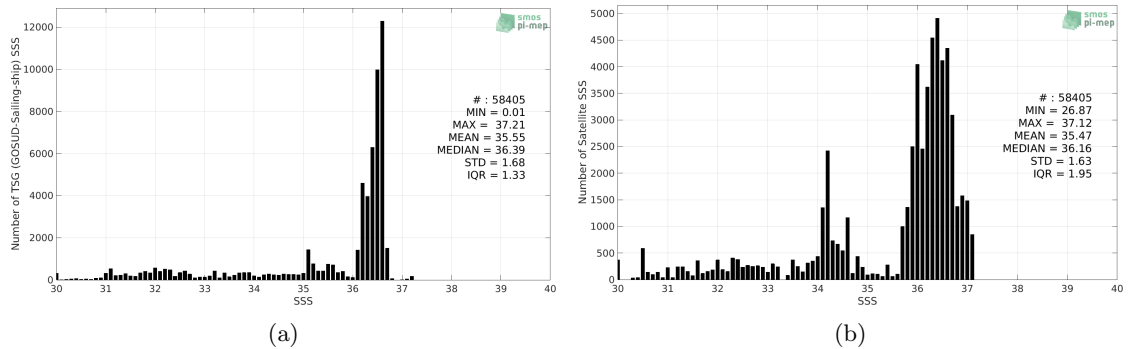 smos
pi-mep
12000
10000
8000
6000
4000
2000
0
Number of TSG (GOSUD-Sailing-ship) SSS
# : 58405
MIN = 0.01
MAX = 37.21
MEAN = 35.55
MEDIAN = 36.39
STD = 1.68
IQR = 1.33
30 31 32 33 34 35 36 37 38 39 40
SSS
(a)
smos
pi-mep
5000
4500
4000
3500
3000
2500
2000
1500
1000
500
0
Number of Satellite SSS
# : 58405
MIN = 26.87
MAX = 37.12
MEAN = 35.47
MEDIAN = 36.16
STD = 1.63
IQR = 1.95
30 31 32 33 34 35 36 37 38 39 40
SSS
(b)